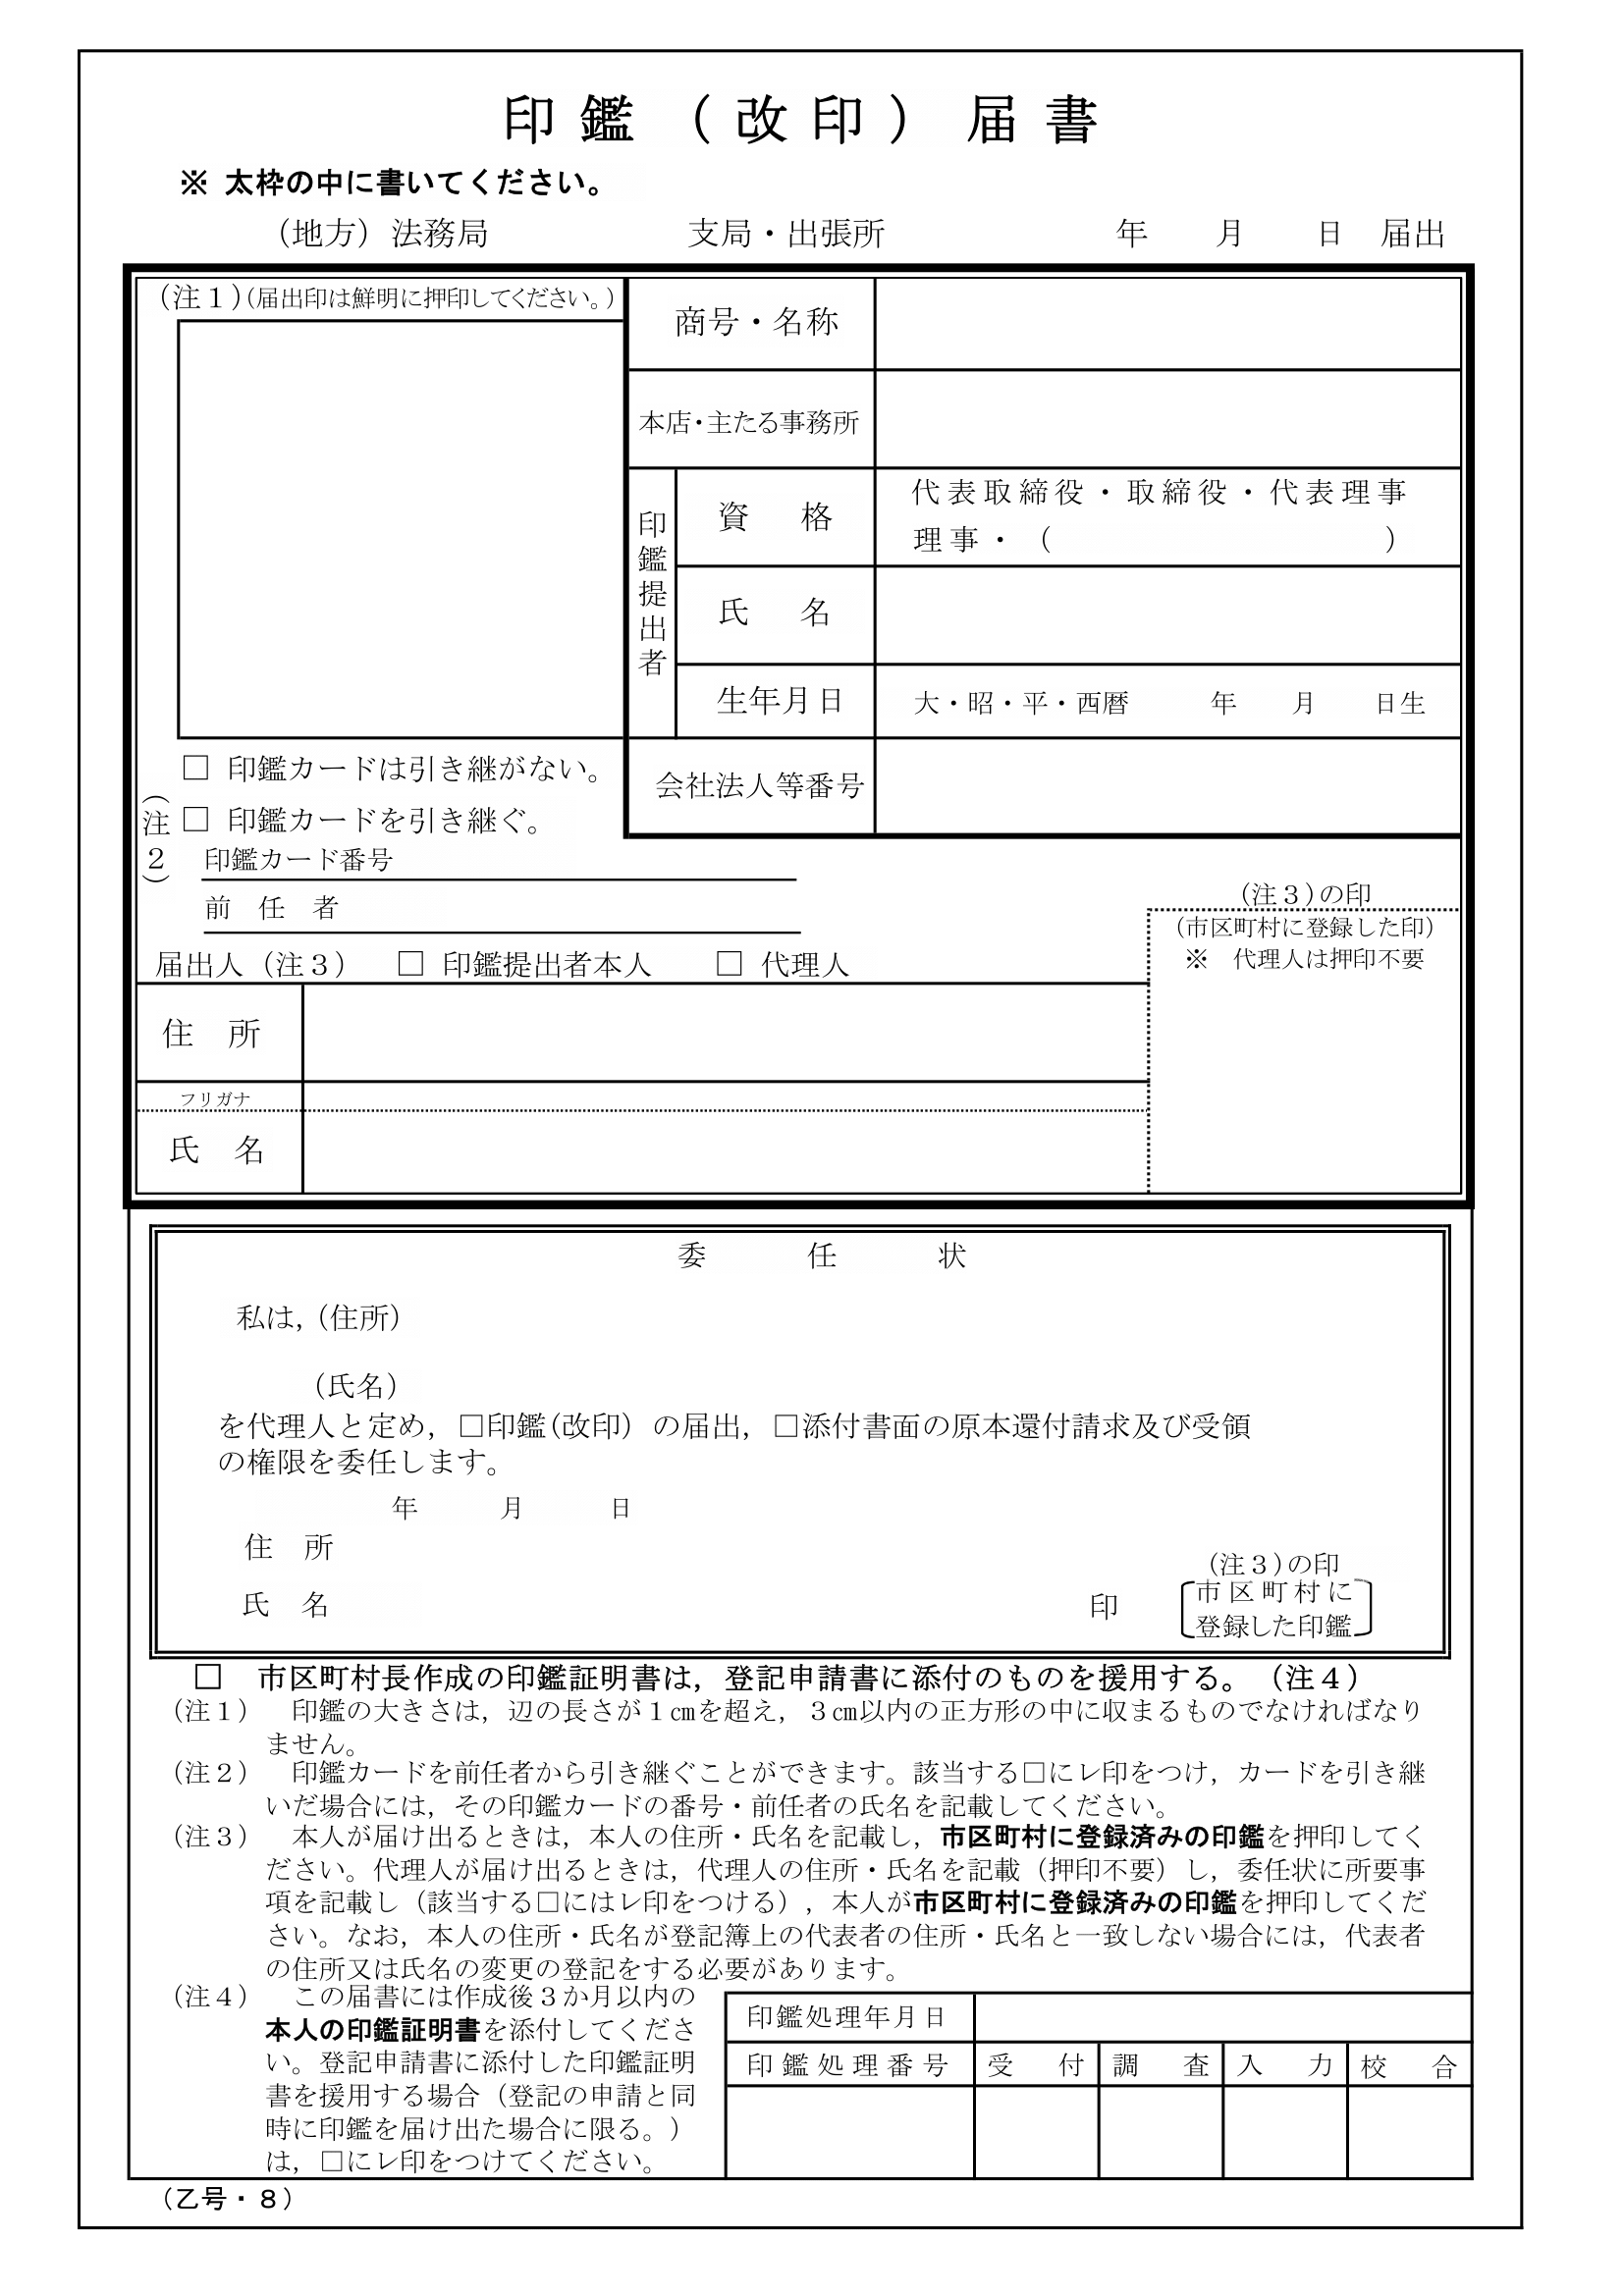 印鑑（改印）届書
※ 太枠の中に書いてください。
（地方）法務局　　支局・出張所　　年　月　日　届出
（注１）（届出印は鮮明に押印してください。）
商号・名称
本店・主たる事務所
印鑑提出者
資　格
代表取締役・取締役・代表理事
理事・（　　　　　）
氏　名
生年月日
大・昭・平・西暦　　年　月　日生
会社法人等番号
（注２）
□ 印鑑カードは引き継がない。
□ 印鑑カードを引き継ぐ。
印鑑カード番号
前　任　者
（注３）の印
（市区町村に登録した印）
※　代理人は押印不要
届出人（注３）　□ 印鑑提出者本人　　□ 代理人
住　所
フリガナ
氏　名
委　任　状
私は，（住所）
（氏名）
を代理人と定め，□印鑑（改印）の届出，□添付書面の原本還付請求及び受領
の権限を委任します。
年　　月　　日
住　所
氏　名　　印
（注３）の印
市区町村に
登録した印鑑
□　市区町村長作成の印鑑証明書は，登記申請書に添付のものを援用する。（注４）
（注１）　印鑑の大きさは，辺の長さが１㎝を超え，３㎝以内の正方形の中に収まるものでなければなり
ません。
（注２）　印鑑カードを前任者から引き継ぐことができます。該当する□にレ印をつけ，カードを引き継
いだ場合には，その印鑑カードの番号・前任者の氏名を記載してください。
（注３）　本人が届け出るときは，本人の住所・氏名を記載し，市区町村に登録済みの印鑑を押印してく
ださい。代理人が届け出るときは，代理人の住所・氏名を記載（押印不要）し，委任状に所要事
項を記載し（該当する□にはレ印をつける），本人が市区町村に登録済みの印鑑を押印してくだ
さい。なお，本人の住所・氏名が登記簿上の代表者の住所・氏名と一致しない場合には，代表者
の住所又は氏名の変更の登記をする必要があります。
（注４）　この届書には作成後３か月以内の
本人の印鑑証明書を添付してくださ
い。登記申請書に添付した印鑑証明
書を援用する場合（登記の申請と同
時に印鑑を届け出た場合に限る。）
は，□にレ印をつけてください。
印鑑処理年月日
印鑑処理番号　受　付　調　査　入　力　校　合
（乙号・８）